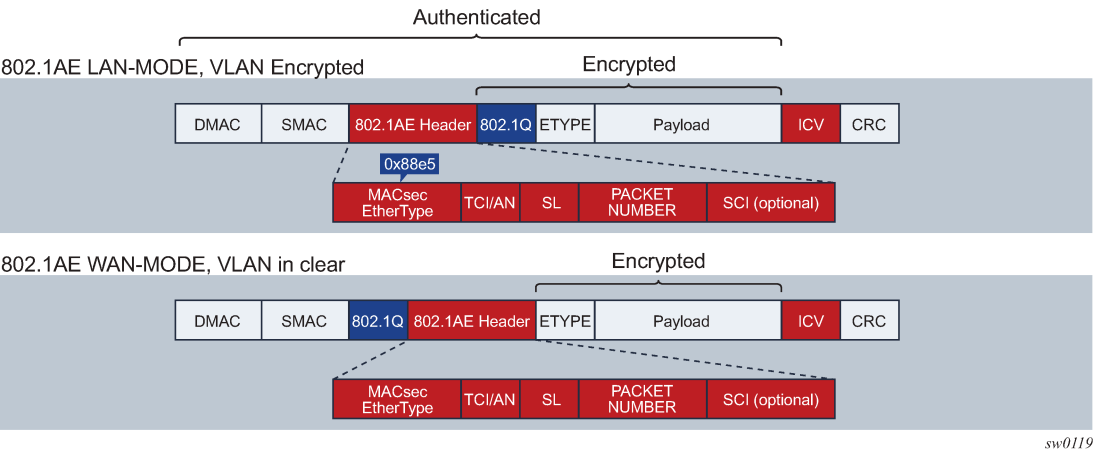 Authenticated
802.1AE LAN-MODE, VLAN Encrypted
Encrypted
DMAC SMAC 802.1AE Header 802.1Q ETYPE Payload ICV CRC
0x88e5
MACsec EtherType TCI/AN SL PACKET NUMBER SCI (optional)
802.1AE WAN-MODE, VLAN in clear
Encrypted
DMAC SMAC 802.1Q 802.1AE Header ETYPE Payload ICV CRC
MACsec EtherType TCI/AN SL PACKET NUMBER SCI (optional)
sw0119